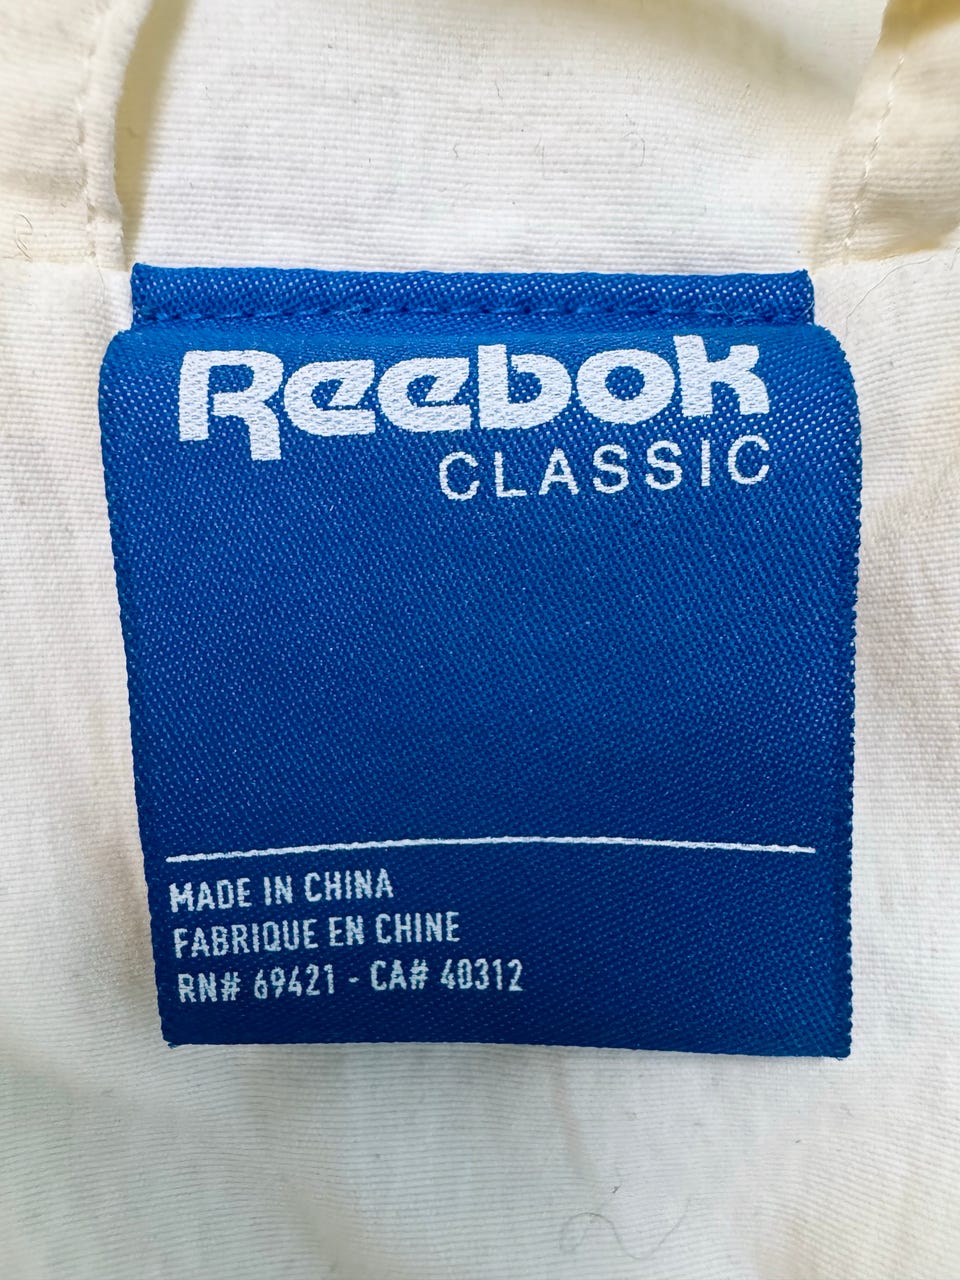 Reebok
CLASSIC
MADE IN CHINA
FABRIQUE EN CHINE
RN# 69421 - CA# 40312